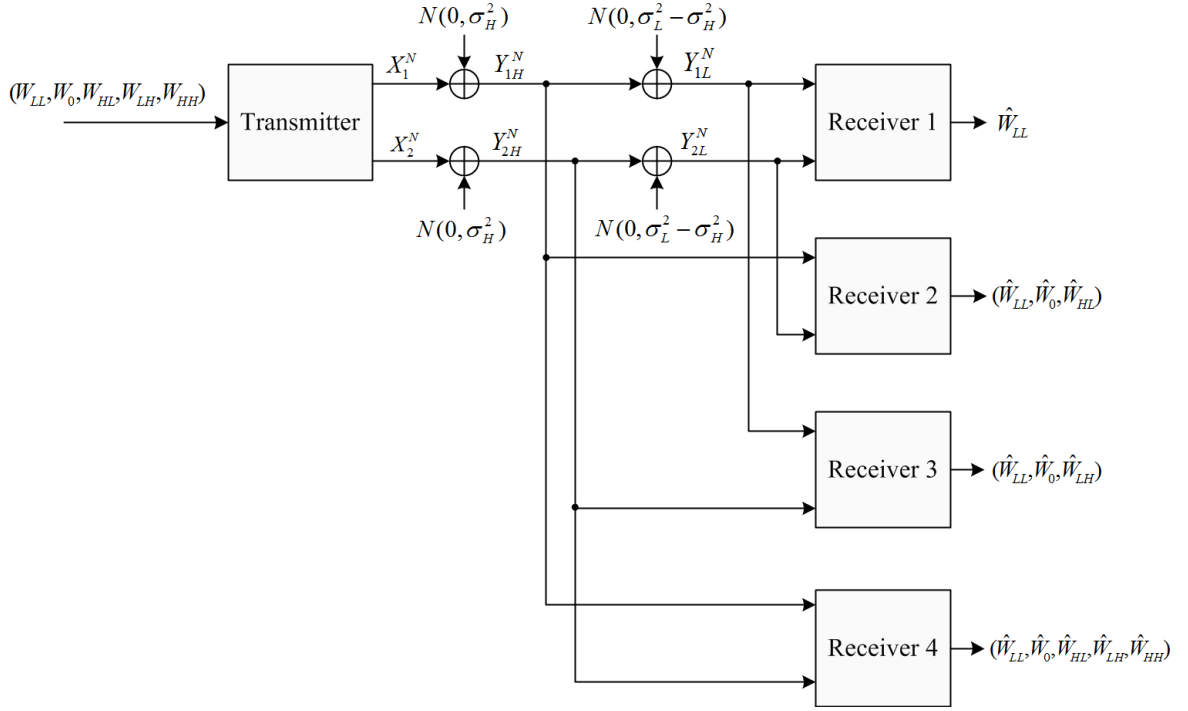 N(0,σ_H^2)
N(0,σ_L^2−σ_H^2)
(W_LL,W_0,W_HL,W_LH,W_HH)
Transmitter
X_1^N
Y_1H^N
Y_1L^N
Receiver 1
Ŵ_LL
X_2^N
Y_2H^N
Y_2L^N
N(0,σ_H^2)
N(0,σ_L^2−σ_H^2)
Receiver 2
(Ŵ_LL,Ŵ_0,Ŵ_HL)
Receiver 3
(Ŵ_LL,Ŵ_0,Ŵ_LH)
Receiver 4
(Ŵ_LL,Ŵ_0,Ŵ_HL,Ŵ_LH,Ŵ_HH)